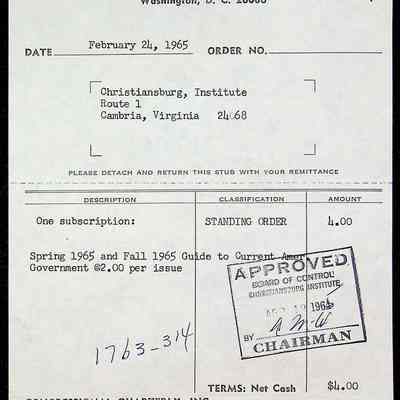 Washington, D. C. 20006
DATE February 24, 1965 ORDER NO.
Christiansburg, Institute
Route 1
Cambria, Virginia 24068
PLEASE DETACH AND RETURN THIS STUB WITH YOUR REMITTANCE
DESCRIPTION CLASSIFICATION AMOUNT
One subscription: STANDING ORDER 4.00
Spring 1965 and Fall 1965 Guide to Current Amer
Government @2.00 per issue
APPROVED
BOARD OF CONTROL
CHRISTIANSBURG INSTITUTE
1965
BY
CHAIRMAN
1763-314
TERMS: Net Cash $4.00
CONGRESSIONAL QUARTERLY, INC.